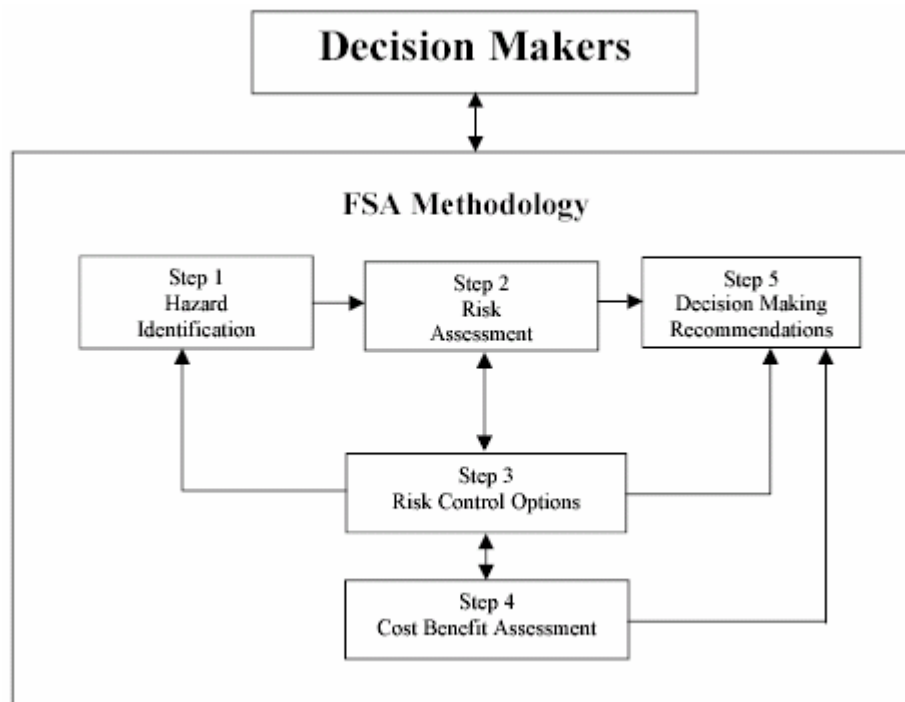 Decision Makers
FSA Methodology
Step 1
Hazard
Identification
Step 2
Risk
Assessment
Step 5
Decision Making
Recommendations
Step 3
Risk Control Options
Step 4
Cost Benefit Assessment